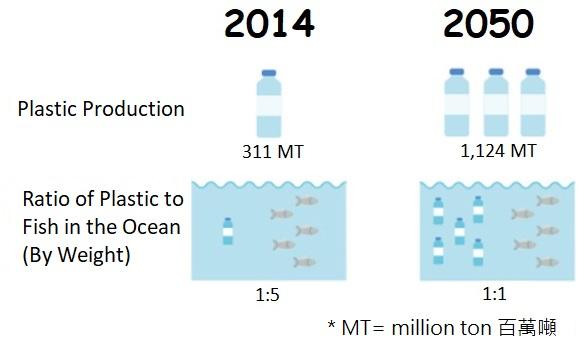 2014 2050
Plastic Production
311 MT 1,124 MT
Ratio of Plastic to
Fish in the Ocean
(By Weight)
1:5 1:1
* MT= million ton 百萬噸